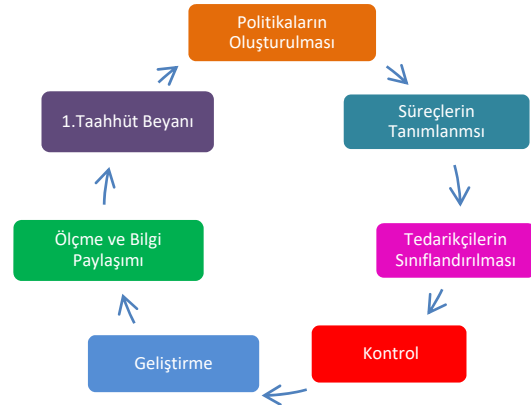 Politikaların
Oluşturulması
1.Taahhüt Beyanı
Süreçlerin
Tanımlanmsı
Ölçme ve Bilgi
Paylaşımı
Tedarikçilerin
Sınıflandırılması
Geliştirme
Kontrol